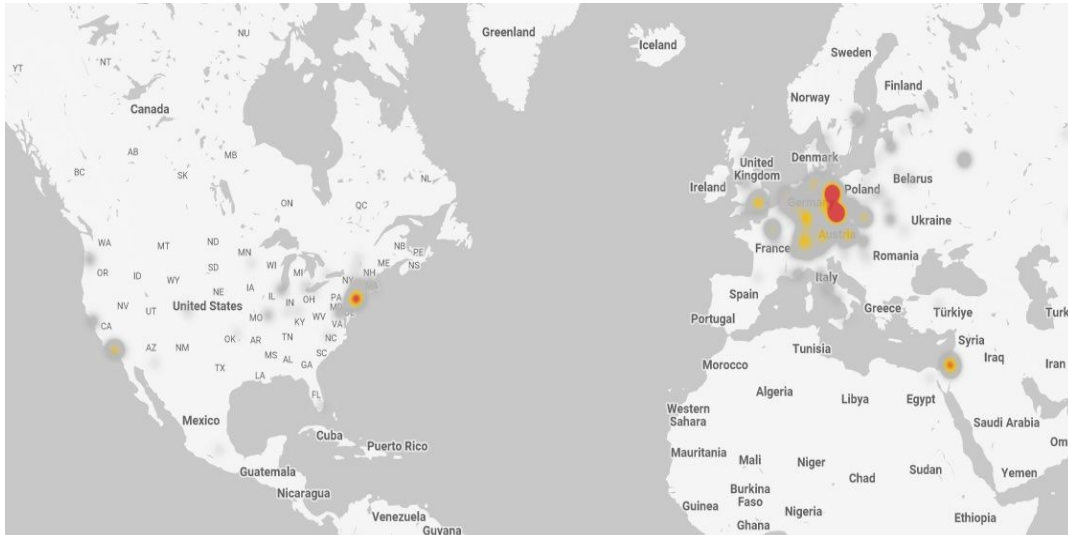 Greenland
Iceland
Sweden
Finland
Norway
NU
YT
NT
Canada
AB
MB
BC
SK
NL
ON
QC
Denmark
United
Kingdom
Ireland
Poland
Belarus
German
Ukraine
Austria
France
Romania
Italy
Spain
Portugal
Greece
Türkiye
Turk
WA
MT
ND
MN
NB
PE
NS
ME
NH
MA
OR
ID
SD
WI
MI
NY
WY
IA
NE
IL
IN
OH
PA
NV
UT
United States
CA
MO
KY
WV
VA
AZ
NM
OK
AR
TN
NC
SC
MS
AL
GA
TX
LA
FL
Mexico
Cuba
Puerto Rico
Guatemala
Nicaragua
Venezuela
Guyana
Syria
Iraq
Iran
Tunisia
Morocco
Algeria
Libya
Egypt
Western
Sahara
Saudi Arabia
Om
Mauritania
Mali
Niger
Chad
Sudan
Yemen
Burkina
Faso
Guinea
Nigeria
Ghana
Ethiopia